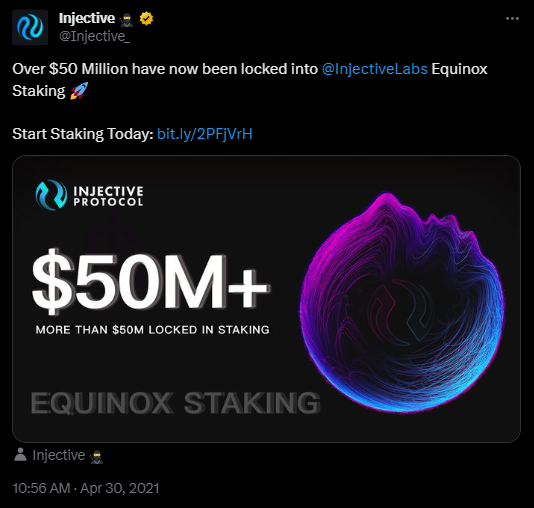 Injective 🥷
@Injective_
Over $50 Million have now been locked into @InjectiveLabs Equinox
Staking 🚀
Start Staking Today: bit.ly/2PFjVrH
INJECTIVE
PROTOCOL
$50M+
MORE THAN $50M LOCKED IN STAKING
EQUINOX STAKING
Injective 🥷
10:56 AM · Apr 30, 2021